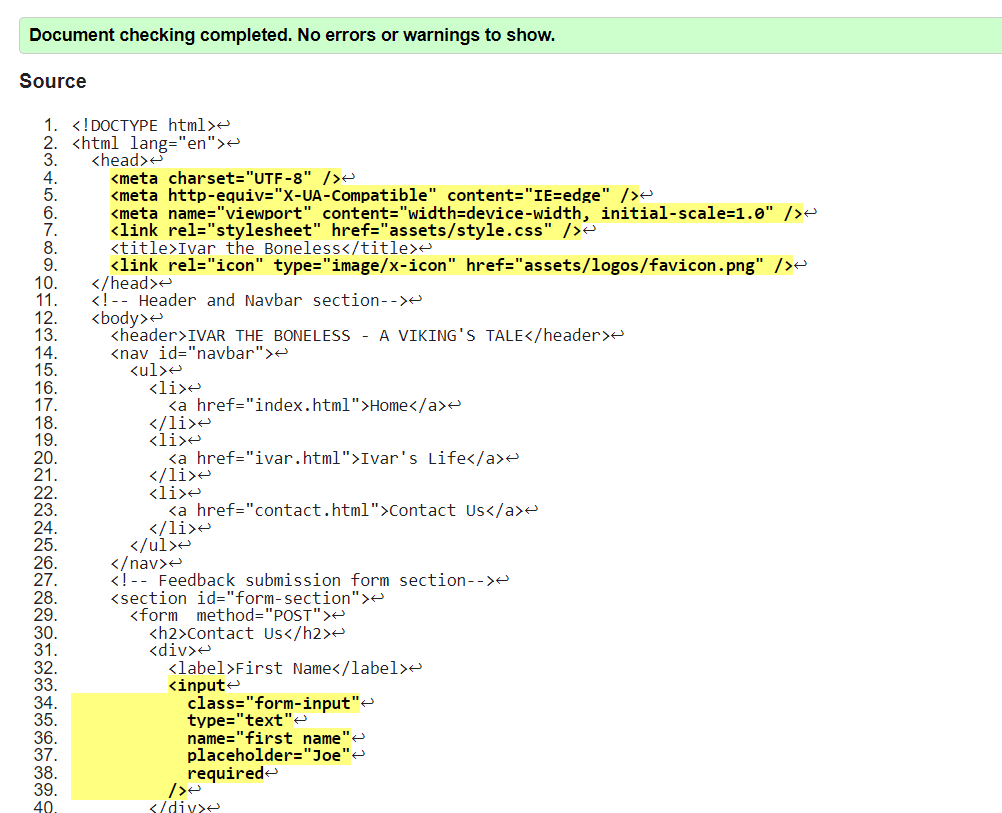 Document checking completed. No errors or warnings to show.
Source
1. <!DOCTYPE html>↩
2. <html lang="en">↩
3.   <head>↩
4.     <meta charset="UTF-8" />↩
5.     <meta http-equiv="X-UA-Compatible" content="IE=edge" />↩
6.     <meta name="viewport" content="width=device-width, initial-scale=1.0" />↩
7.     <link rel="stylesheet" href="assets/style.css" />↩
8.     <title>Ivar the Boneless</title>↩
9.     <link rel="icon" type="image/x-icon" href="assets/logos/favicon.png" />↩
10.   </head>↩
11.   <!-- Header and Navbar section-->↩
12.   <body>↩
13.     <header>IVAR THE BONELESS - A VIKING'S TALE</header>↩
14.     <nav id="navbar">↩
15.       <ul>↩
16.         <li>↩
17.           <a href="index.html">Home</a>↩
18.         </li>↩
19.         <li>↩
20.           <a href="ivar.html">Ivar's Life</a>↩
21.         </li>↩
22.         <li>↩
23.           <a href="contact.html">Contact Us</a>↩
24.         </li>↩
25.       </ul>↩
26.     </nav>↩
27.     <!-- Feedback submission form section-->↩
28.     <section id="form-section">↩
29.       <form  method="POST">↩
30.         <h2>Contact Us</h2>↩
31.         <div>↩
32.           <label>First Name</label>↩
33.           <input↩
34.             class="form-input"↩
35.             type="text"↩
36.             name="first name"↩
37.             placeholder="Joe"↩
38.             required↩
39.           />↩
40.         </div>↩